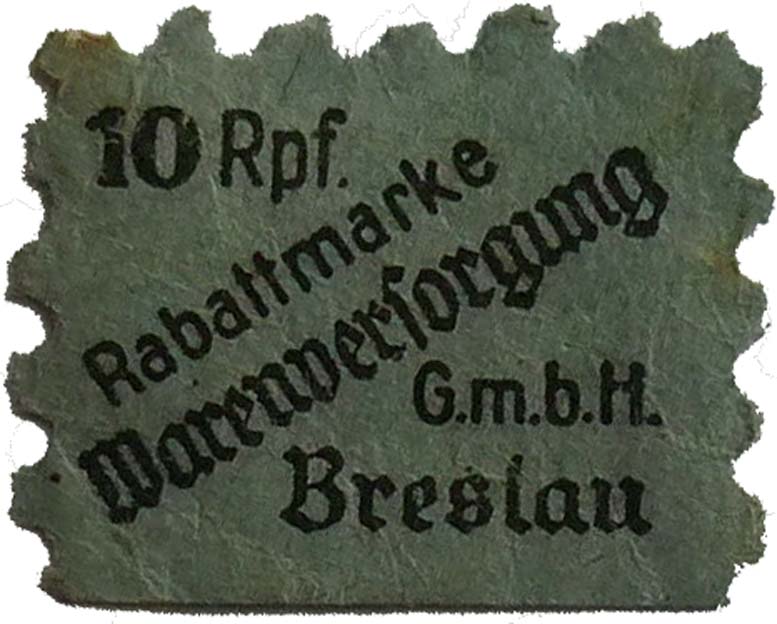 10 Rpf.
Rabattmarke
Warenversorgung
G.m.b.H.
Breslau